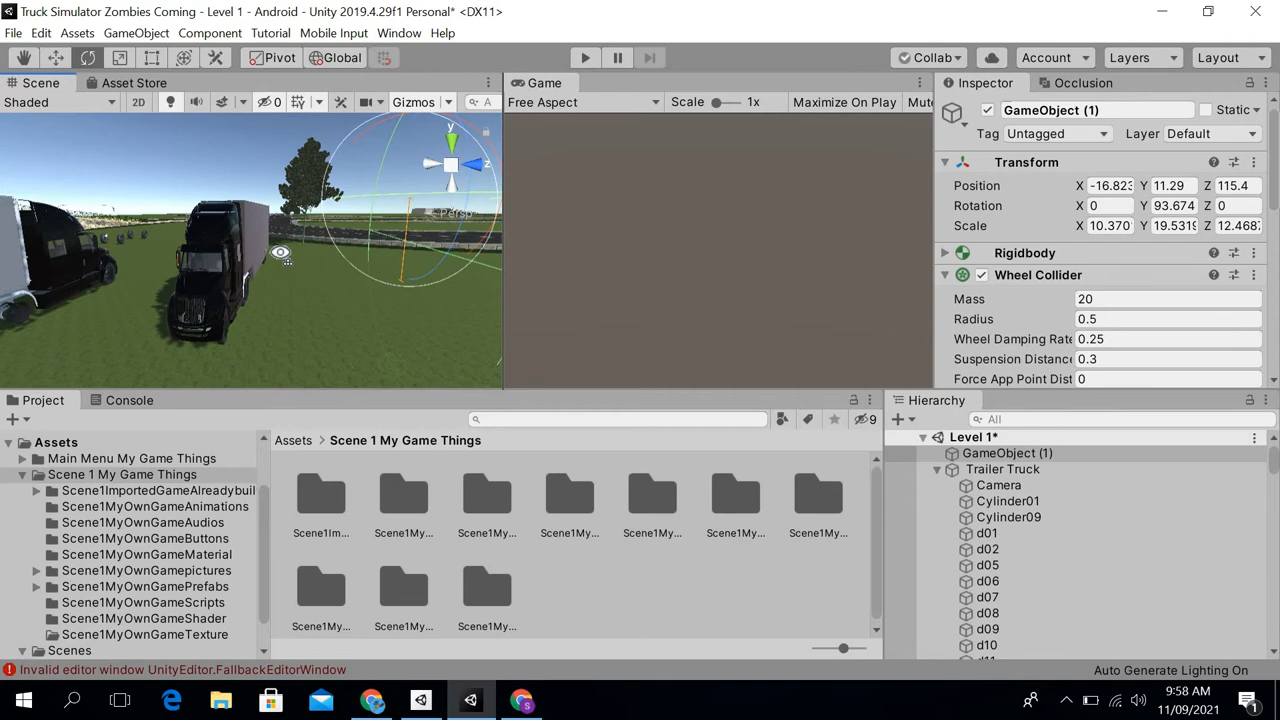 Truck Simulator Zombies Coming - Level 1 - Android - Unity 2019.4.29f1 Personal* <DX11>
File Edit Assets GameObject Component Tutorial Mobile Input Window Help
Pivot Global Collab Account Layers Layout
Scene Asset Store
Shaded 2D 0 Gizmos A
y
z
Persp
Game
Free Aspect Scale 1x Maximize On Play Mute
Inspector Occlusion
GameObject (1) Static
Tag Untagged Layer Default
Transform
Position X -16.823 Y 11.29 Z 115.4
Rotation X 0 Y 93.674 Z 0
Scale X 10.370 Y 19.5319 Z 12.4687
Rigidbody
Wheel Collider
Mass 20
Radius 0.5
Wheel Damping Rate 0.25
Suspension Distance 0.3
Force App Point Dist 0
Project Console
9
Assets
Main Menu My Game Things
Scene 1 My Game Things
Scene1ImportedGameAlreadybuil
Scene1MyOwnGameAnimations
Scene1MyOwnGameAudios
Scene1MyOwnGameButtons
Scene1MyOwnGameMaterial
Scene1MyOwnGamepictures
Scene1MyOwnGamePrefabs
Scene1MyOwnGameScripts
Scene1MyOwnGameShader
Scene1MyOwnGameTexture
Scenes
Assets > Scene 1 My Game Things
Scene1Im... Scene1My... Scene1My... Scene1My... Scene1My... Scene1My... Scene1My...
Scene1My... Scene1My... Scene1My...
Hierarchy
All
Level 1*
GameObject (1)
Trailer Truck
Camera
Cylinder01
Cylinder09
d01
d02
d05
d06
d07
d08
d09
d10
d11
Invalid editor window UnityEditor.FallbackEditorWindow
Auto Generate Lighting On
9:58 AM
11/09/2021
1